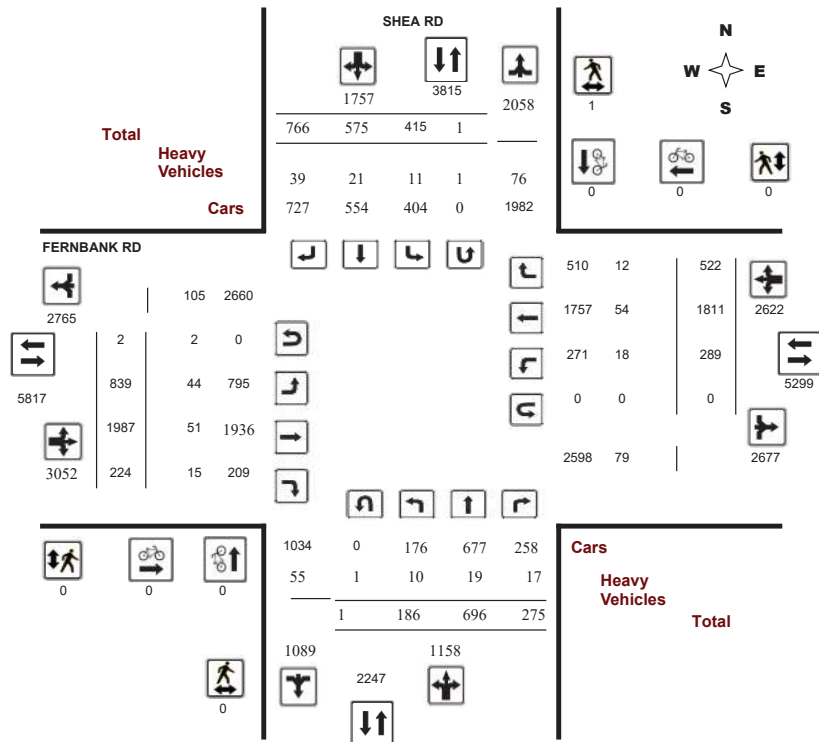 SHEA RD
N
W E
S
1757 3815 2058
1
Total 766 575 415 1
Heavy
Vehicles
39 21 11 1 76
Cars 727 554 404 0 1982
0 0 0
FERNBANK RD
2765 105 2660
5817 2 2 0
839 44 795
1987 51 1936
3052 224 15 209
510 12 522
1757 54 1811 2622
271 18 289
5299
0 0 0
2598 79 2677
1034 0 176 677 258 Cars
55 1 10 19 17 Heavy
Vehicles
1 186 696 275 Total
0 0 0
1089 1158
2247
0